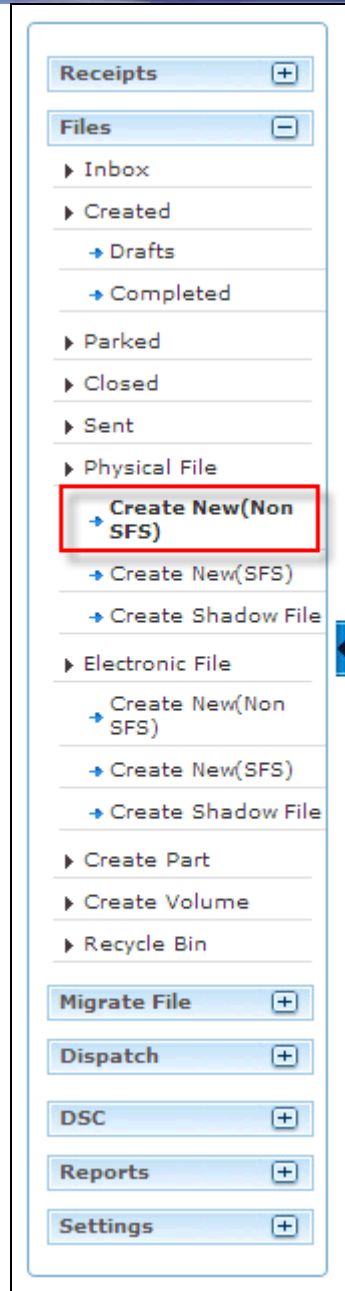 Receipts
Files
Inbox
Created
Drafts
Completed
Parked
Closed
Sent
Physical File
Create New(Non
SFS)
Create New(SFS)
Create Shadow File
Electronic File
Create New(Non
SFS)
Create New(SFS)
Create Shadow File
Create Part
Create Volume
Recycle Bin
Migrate File
Dispatch
DSC
Reports
Settings